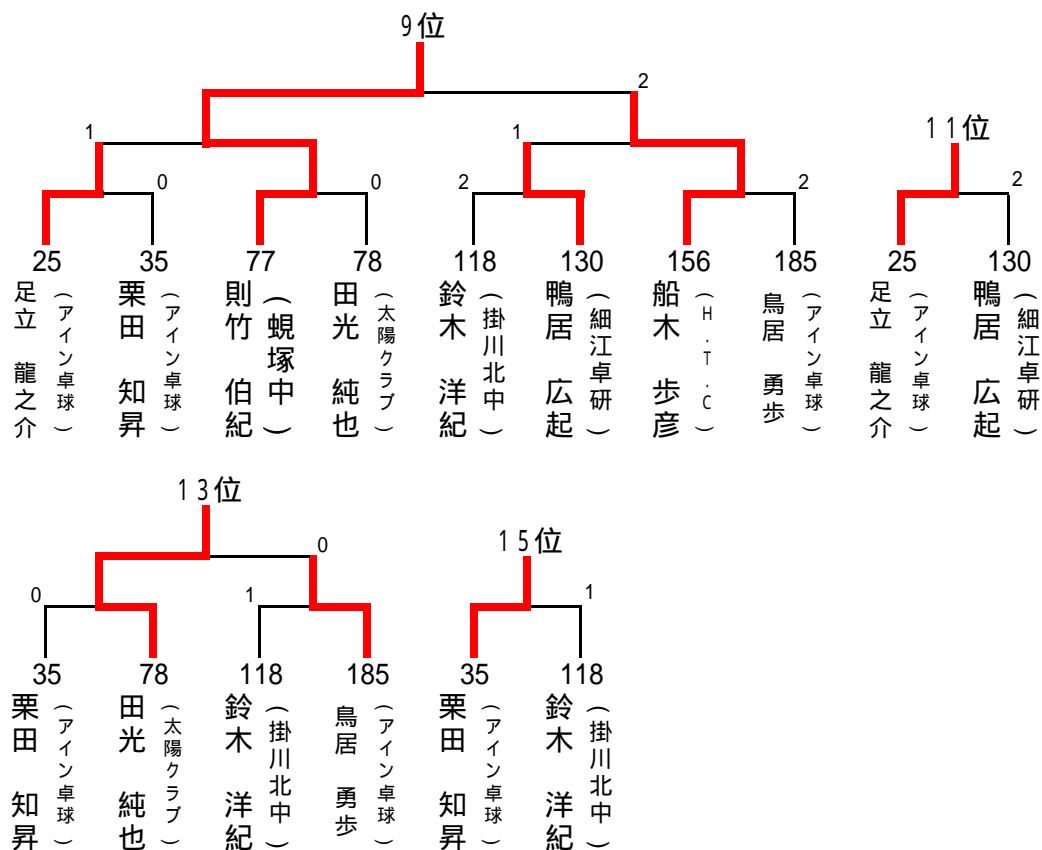 9位
2
1
1
11位
0
0
2
2
2
25
35
77
78
118
130
156
185
25
130
足立 龍之介
(アイン卓球)
栗田 知昇
(アイン卓球)
則竹 伯紀
(蜆塚中)
田光 純也
(太陽クラブ)
鈴木 洋紀
(掛川北中)
鴨居 広起
(細江卓研)
船木 歩彦
(H.T.C)
鳥居 勇歩
(アイン卓球)
足立 龍之介
(アイン卓球)
鴨居 広起
(細江卓研)
13位
0
15位
0
1
1
35
78
118
185
35
118
栗田 知昇
(アイン卓球)
田光 純也
(太陽クラブ)
鈴木 洋紀
(掛川北中)
鳥居 勇歩
(アイン卓球)
栗田 知昇
(アイン卓球)
鈴木 洋紀
(掛川北中)